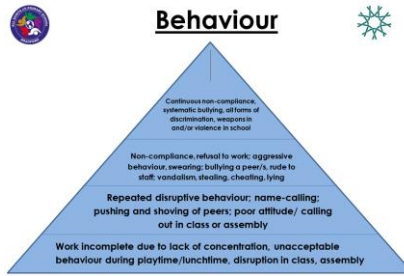 Behaviour
Continuous non-compliance,
systematic bullying, all forms of
discrimination, weapons in
and/or violence in school
Non-compliance, refusal to work; aggressive
behaviour, swearing; bullying a peer/s, rude to
staff; vandalism, stealing, cheating, lying
Repeated disruptive behaviour; name-calling;
pushing and shoving of peers; poor attitude/ calling
out in class or assembly
Work incomplete due to lack of concentration, unacceptable
behaviour during playtime/lunchtime, disruption/ class, assembly